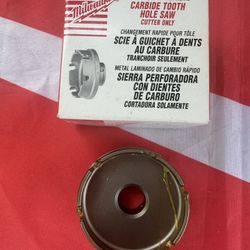 Milwaukee
CARBIDE TOOTH
HOLE SAW
CUTTER ONLY
CHANGEMENT RAPIDE POUR TÔLE
SCIE À GUICHET À DENTS
AU CARBURE
TRANCHOIR SEULEMENT
METAL LAMINADO DE CAMBIO RÁPIDO
SIERRA PERFORADORA
CON DIENTES
DE CARBURO
CORTADORA SOLAMENTE